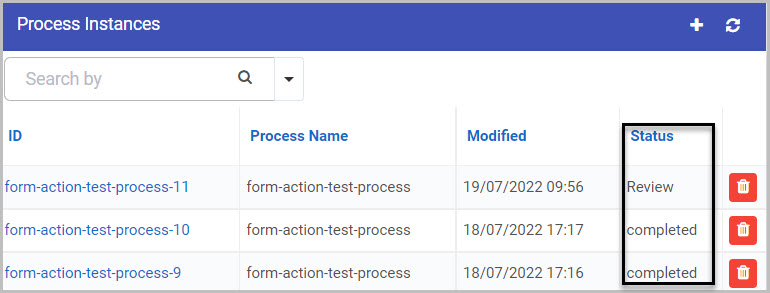 Process Instances
Search by
ID Process Name Modified Status
form-action-test-process-11 form-action-test-process 19/07/2022 09:56 Review
form-action-test-process-10 form-action-test-process 18/07/2022 17:17 completed
form-action-test-process-9 form-action-test-process 18/07/2022 17:16 completed